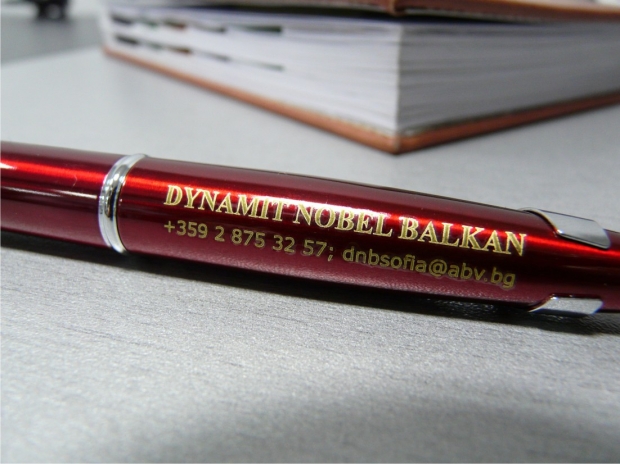 DYNAMIT NOBEL BALKAN
+359 2 875 32 57; dnbsofia@abv.bg